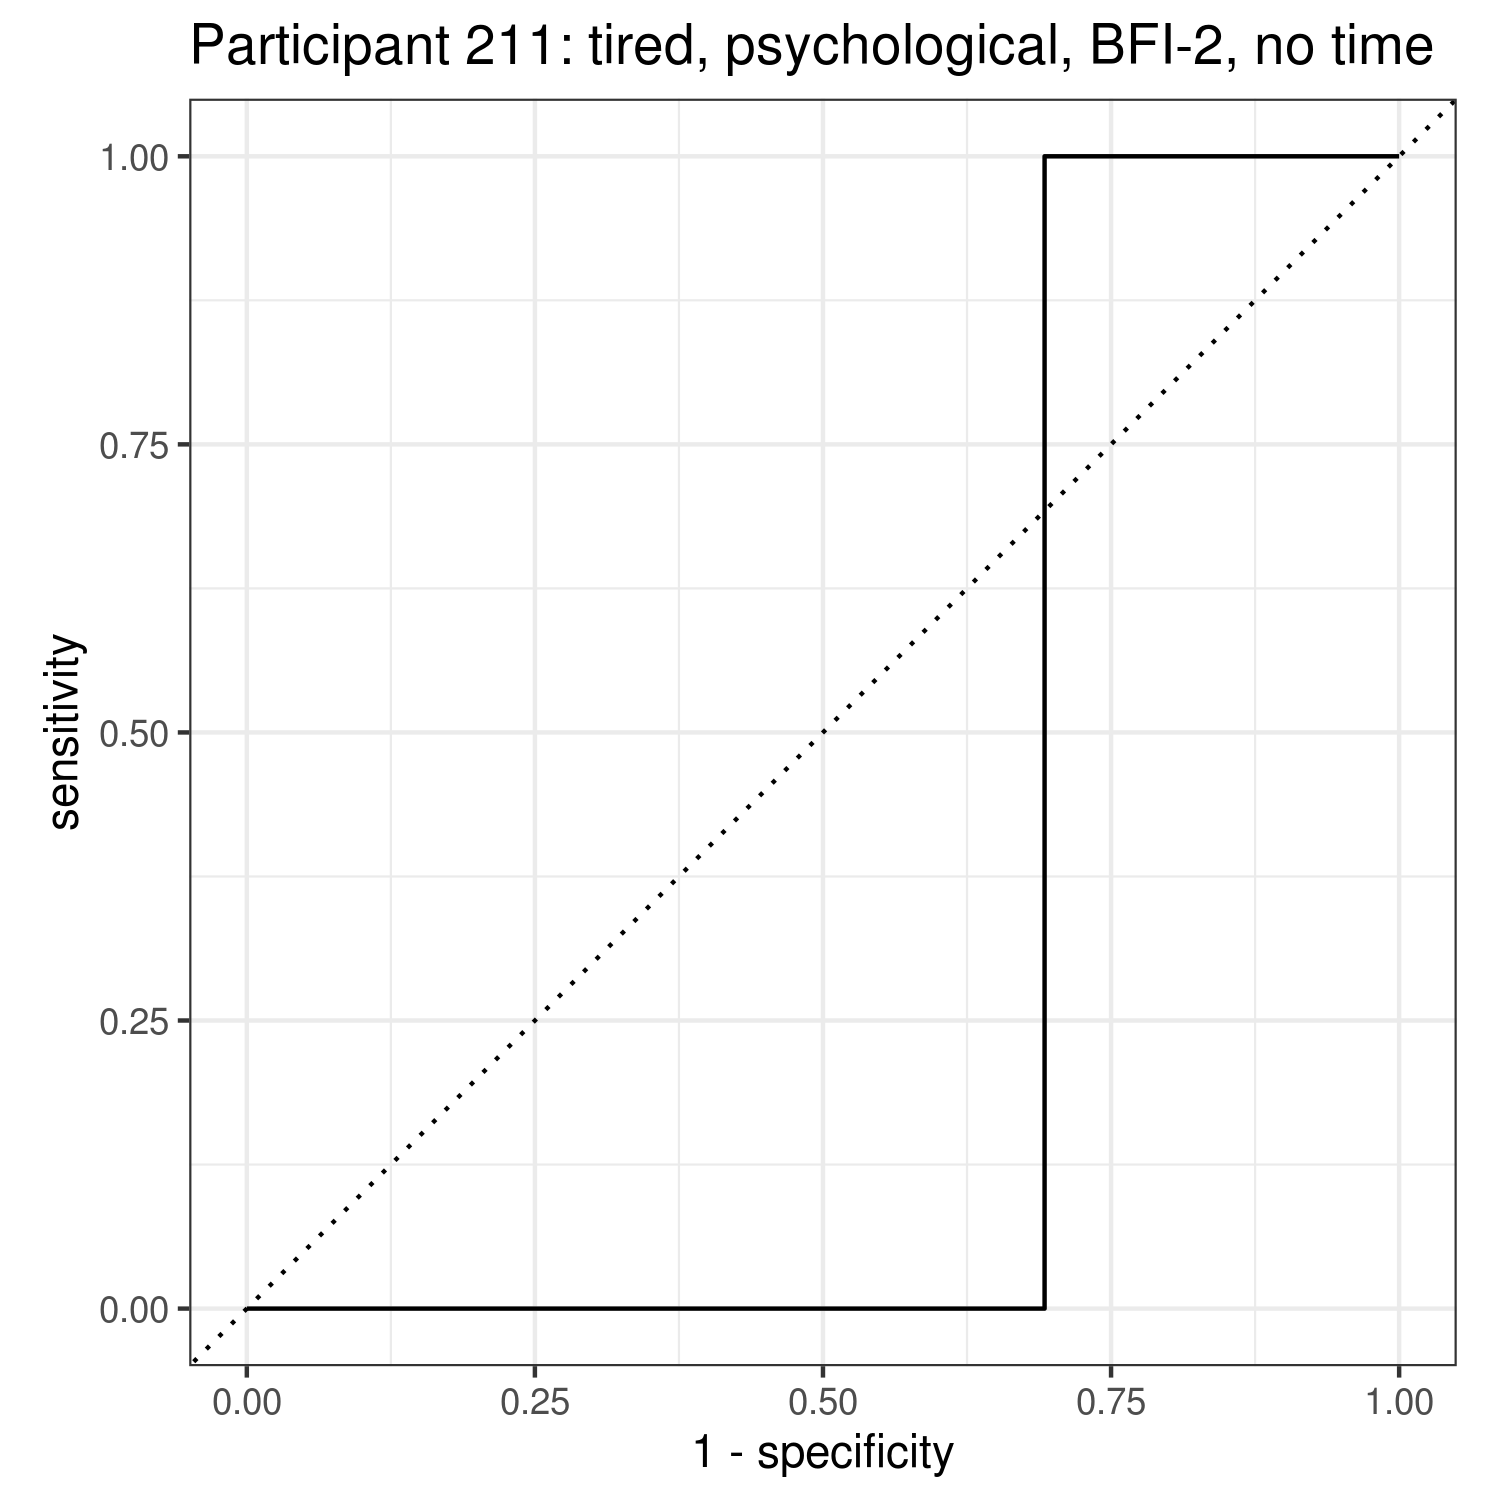 Participant 211: tired, psychological, BFI-2, no time
1.00
0.75
0.50
0.25
0.00
sensitivity
0.00 0.25 0.50 0.75 1.00
1 - specificity